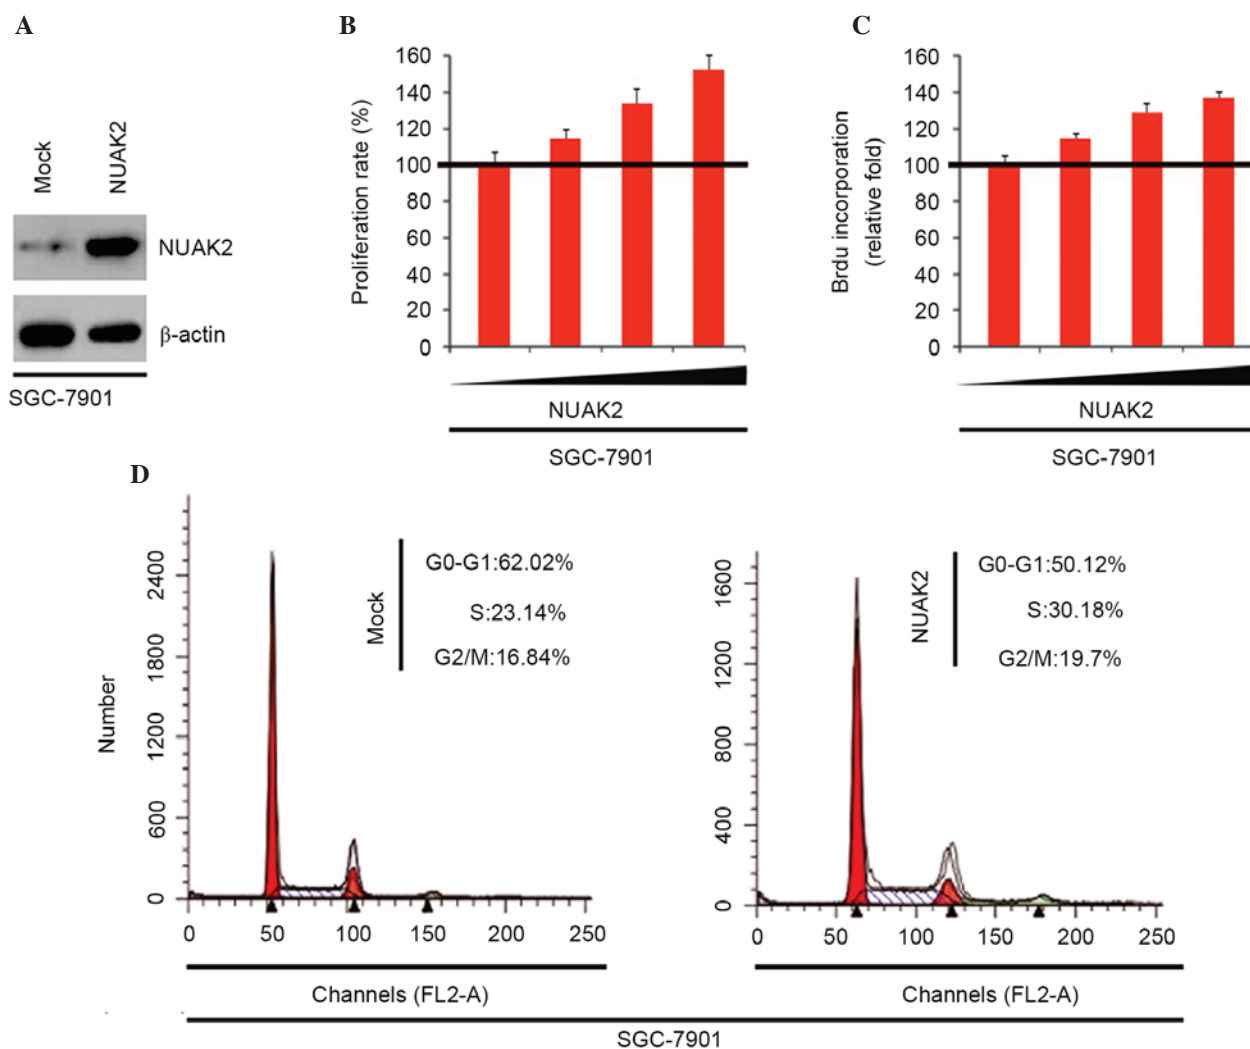 A
Mock
NUAK2
NUAK2
β-actin
SGC-7901
B
Proliferation rate (%)
160
140
120
100
80
60
40
20
0
NUAK2
SGC-7901
C
Brdu incorporation
(relative fold)
160
140
120
100
80
60
40
20
0
NUAK2
SGC-7901
D
Number
2400
1800
1200
600
0
Mock
G0-G1:62.02%
S:23.14%
G2/M:16.84%
0 50 100 150 200 250
Channels (FL2-A)
1600
1200
800
400
0
NUAK2
G0-G1:50.12%
S:30.18%
G2/M:19.7%
0 50 100 150 200 250
Channels (FL2-A)
SGC-7901